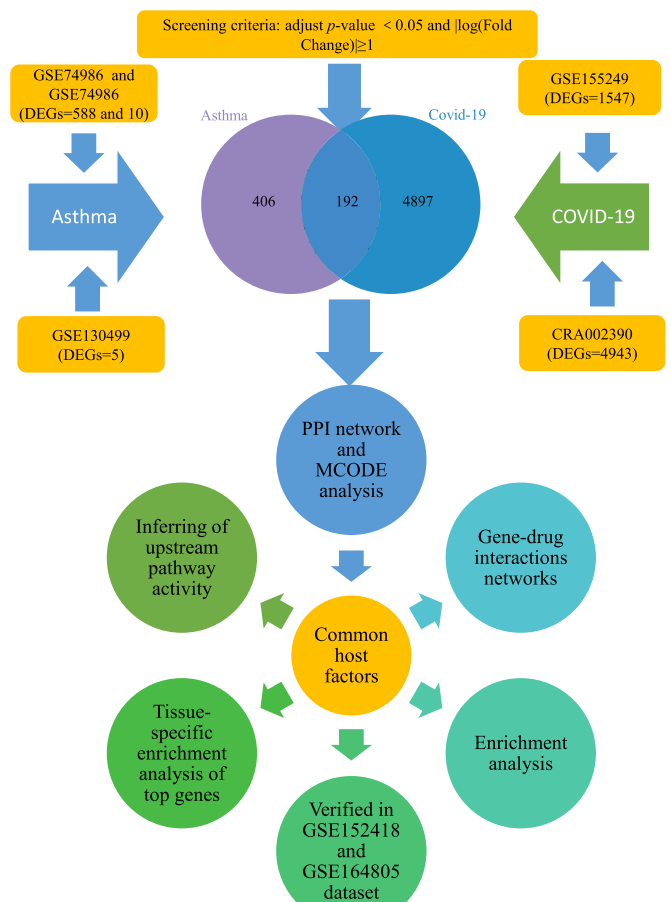 Screening criteria: adjust p-value < 0.05 and |log(Fold
Change)|≥1
GSE74986 and
GSE74986
(DEGs=588 and 10)
GSE155249
(DEGs=1547)
Asthma
Covid-19
406
192
4897
Asthma
COVID-19
GSE130499
(DEGs=5)
CRA002390
(DEGs=4943)
PPI network
and
MCODE
analysis
Inferring of
upstream
pathway
activity
Gene-drug
interactions
networks
Common
host
factors
Tissue-
specific
enrichment
analysis of
top genes
Enrichment
analysis
Verified in
GSE152418
and
GSE164805
dataset